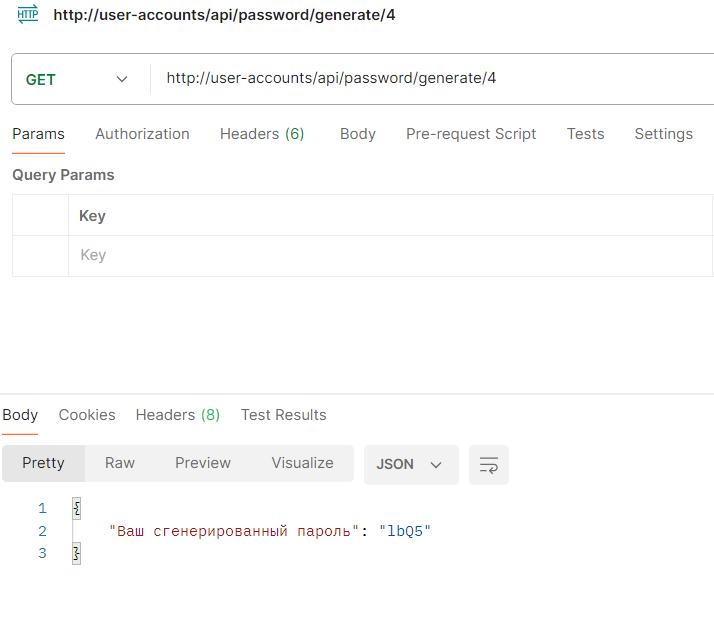 HTTP http://user-accounts/api/password/generate/4
GET http://user-accounts/api/password/generate/4
Params Authorization Headers (6) Body Pre-request Script Tests Settings
Query Params
Key
Key
Body Cookies Headers (8) Test Results
Pretty Raw Preview Visualize JSON
1 {
2 "Ваш сгенерированный пароль": "lbQ5"
3 }